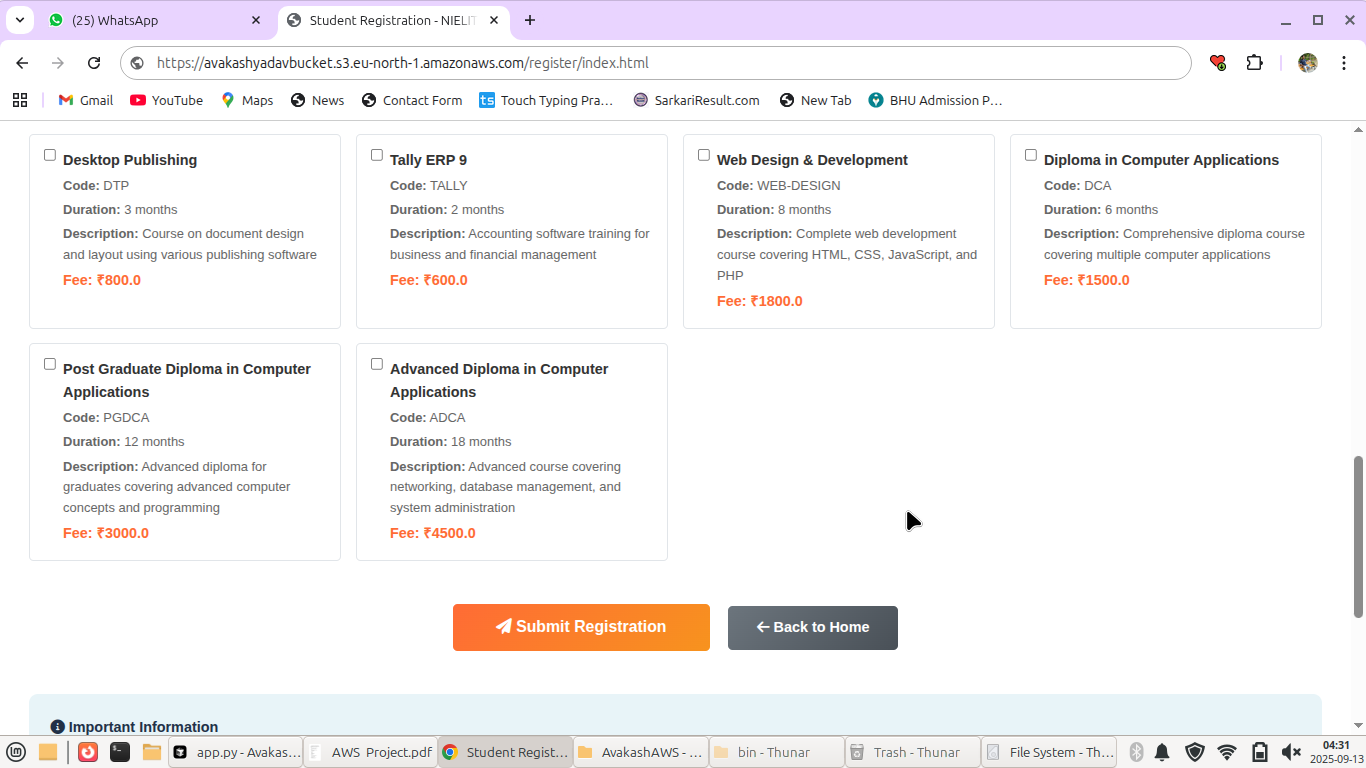 (25) WhatsApp
Student Registration - NIELIT
https://avakashyadavbucket.s3.eu-north-1.amazonaws.com/register/index.html
Gmail
YouTube
Maps
News
Contact Form
ts
Touch Typing Pra...
SarkariResult.com
New Tab
BHU Admission P...
Desktop Publishing
Code: DTP
Duration: 3 months
Description: Course on document design
and layout using various publishing software
Fee: ₹800.0
Tally ERP 9
Code: TALLY
Duration: 2 months
Description: Accounting software training for
business and financial management
Fee: ₹600.0
Web Design & Development
Code: WEB-DESIGN
Duration: 8 months
Description: Complete web development
course covering HTML, CSS, JavaScript, and
PHP
Fee: ₹1800.0
Diploma in Computer Applications
Code: DCA
Duration: 6 months
Description: Comprehensive diploma course
covering multiple computer applications
Fee: ₹1500.0
Post Graduate Diploma in Computer
Applications
Code: PGDCA
Duration: 12 months
Description: Advanced diploma for
graduates covering advanced computer
concepts and programming
Fee: ₹3000.0
Advanced Diploma in Computer
Applications
Code: ADCA
Duration: 18 months
Description: Advanced course covering
networking, database management, and
system administration
Fee: ₹4500.0
Submit Registration
Back to Home
Important Information
app.py - Avakas...
AWS Project.pdf
Student Regist...
AvakashAWS - ...
bin - Thunar
Trash - Thunar
File System - Th...
04:31
2025-09-13